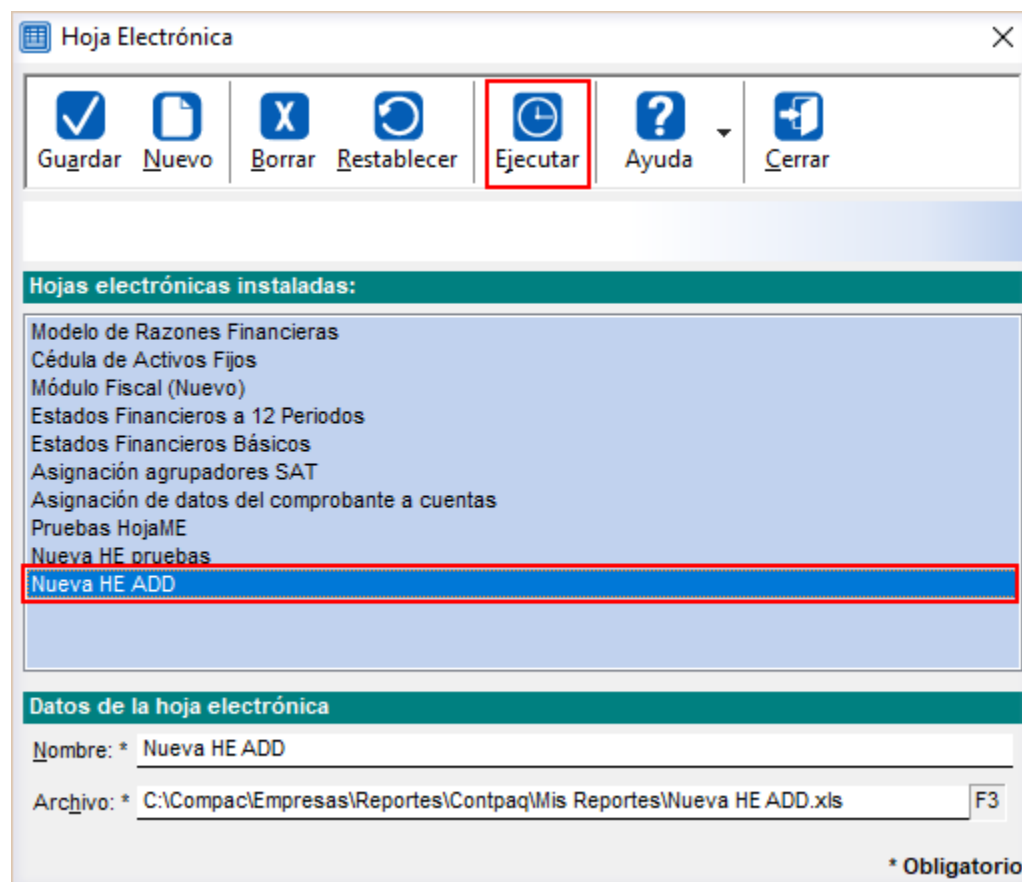 Hoja Electrónica
Guardar Nuevo Borrar Restablecer Ejecutar Ayuda Cerrar
Hojas electrónicas instaladas:
Modelo de Razones Financieras
Cédula de Activos Fijos
Módulo Fiscal (Nuevo)
Estados Financieros a 12 Periodos
Estados Financieros Básicos
Asignación agrupadores SAT
Asignación de datos del comprobante a cuentas
Pruebas HojaME
Nueva HE pruebas
Nueva HE ADD
Datos de la hoja electrónica
Nombre: * Nueva HE ADD
Archivo: * C:\Compac\Empresas\Reportes\Contpaq\Mis Reportes\Nueva HE ADD.xls F3
* Obligatorio